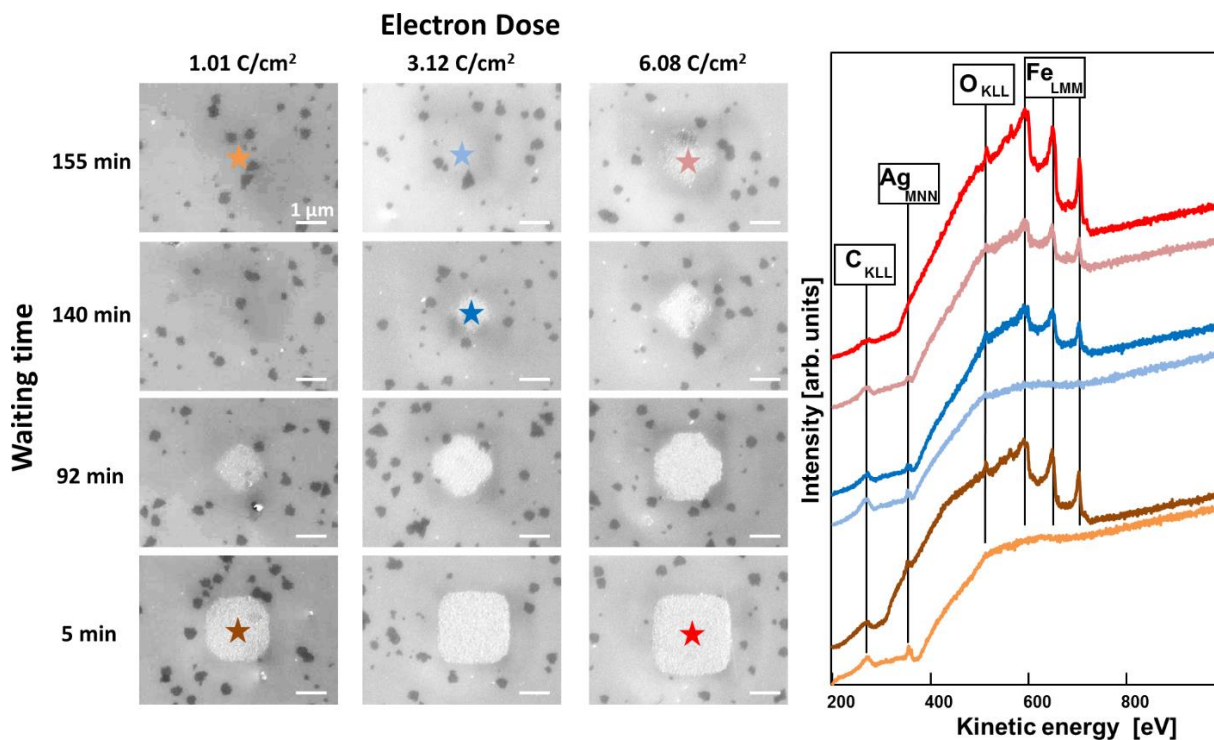 Electron Dose
1.01 C/cm² 3.12 C/cm² 6.08 C/cm²
Waiting time
155 min
1 μm
140 min
92 min
5 min
O KLL
Fe LMM
Ag MNN
C KLL
Intensity [arb. units]
200 400 600 800
Kinetic energy [eV]